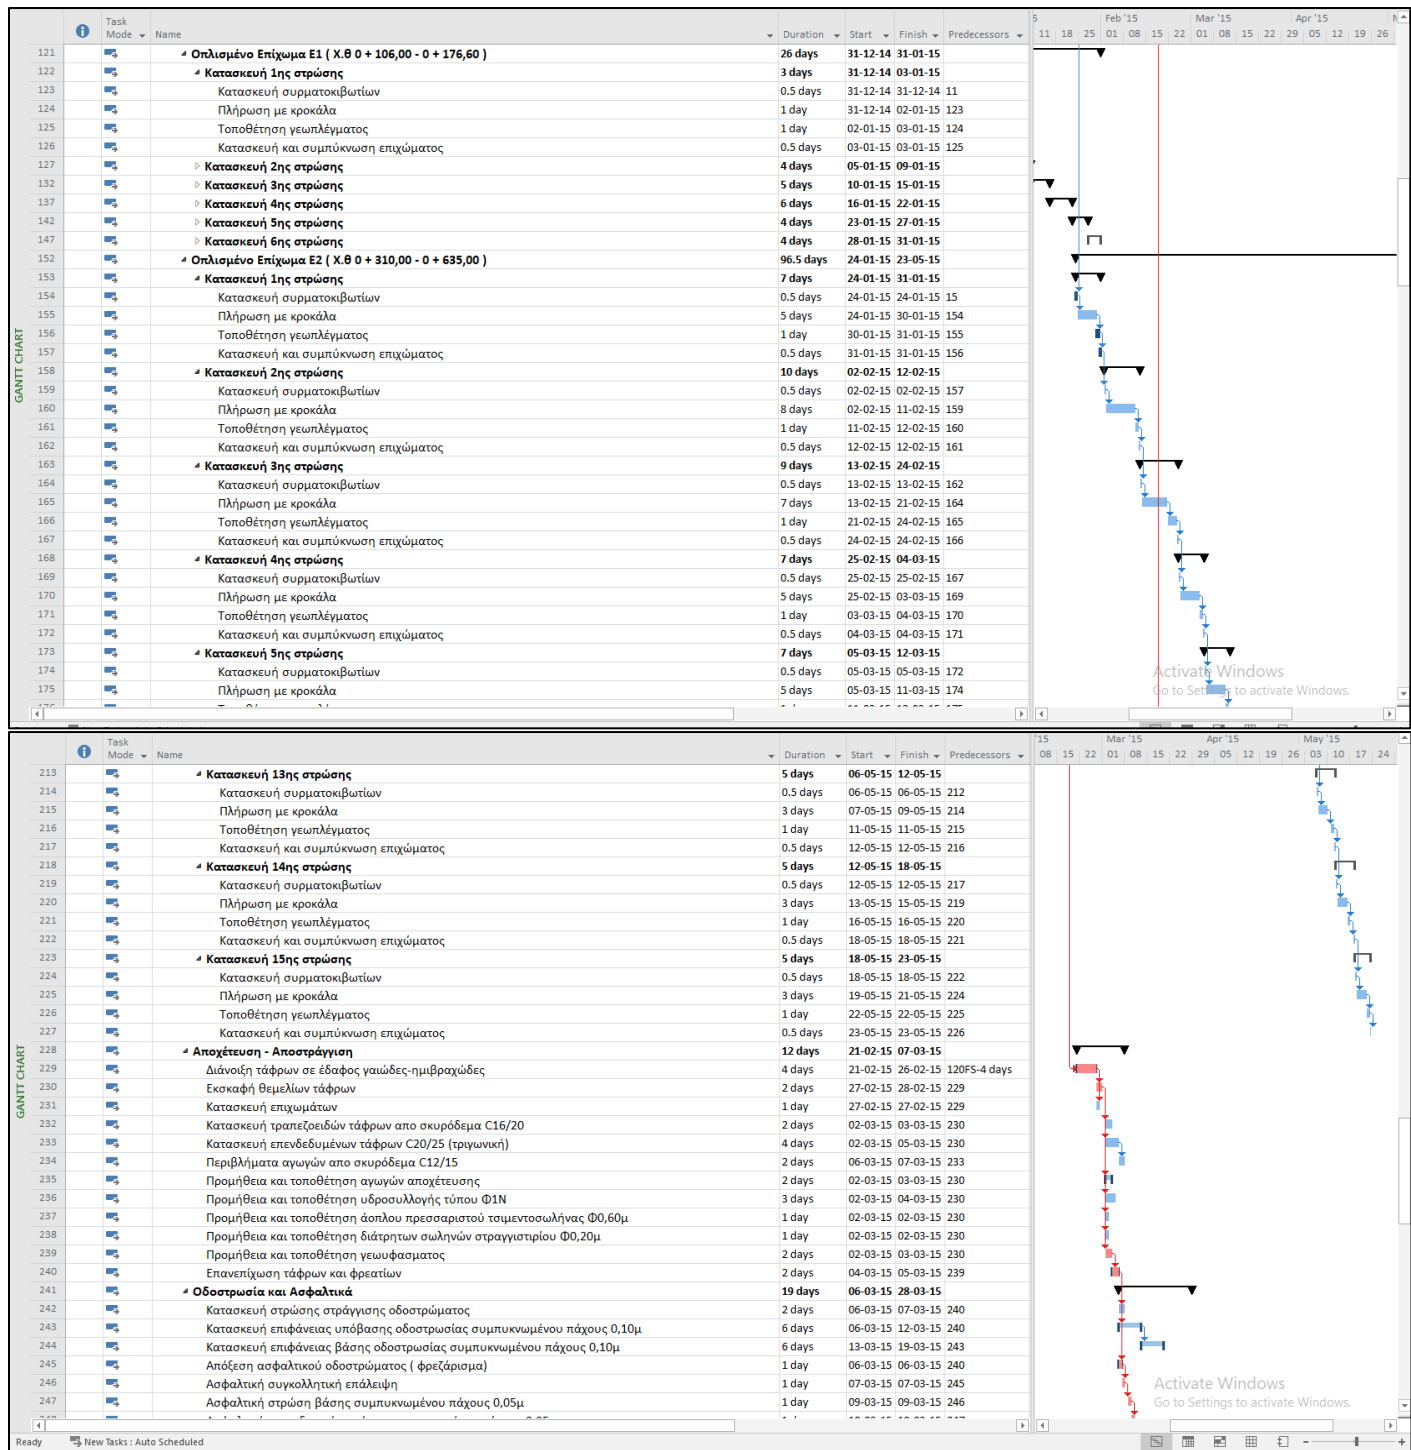 Task
Mode Name Duration Start Finish Predecessors
5 Feb '15 Mar '15 Apr '15
11 18 25 01 08 15 22 01 08 15 22 29 05 12 19 26
GANTT CHART
121 Οπλισμένο Επίχωμα Ε1 ( Χ.θ 0 + 106,00 - 0 + 176,60 ) 26 days 31-12-14 31-01-15
122 Κατασκευή 1ης στρώσης 3 days 31-12-14 03-01-15
123 Κατασκευή συρματοκιβωτίων 0.5 days 31-12-14 31-12-14 11
124 Πλήρωση με κροκάλα 1 day 31-12-14 02-01-15 123
125 Τοποθέτηση γεωπλέγματος 1 day 02-01-15 03-01-15 124
126 Κατασκευή και συμπύκνωση επιχώματος 0.5 days 03-01-15 03-01-15 125
127 Κατασκευή 2ης στρώσης 4 days 05-01-15 09-01-15
132 Κατασκευή 3ης στρώσης 5 days 10-01-15 15-01-15
137 Κατασκευή 4ης στρώσης 6 days 16-01-15 22-01-15
142 Κατασκευή 5ης στρώσης 4 days 23-01-15 27-01-15
147 Κατασκευή 6ης στρώσης 4 days 28-01-15 31-01-15
152 Οπλισμένο Επίχωμα Ε2 ( Χ.θ 0 + 310,00 - 0 + 635,00 ) 96.5 days 24-01-15 23-05-15
153 Κατασκευή 1ης στρώσης 7 days 24-01-15 31-01-15
154 Κατασκευή συρματοκιβωτίων 0.5 days 24-01-15 24-01-15 15
155 Πλήρωση με κροκάλα 5 days 24-01-15 30-01-15 154
156 Τοποθέτηση γεωπλέγματος 1 day 30-01-15 31-01-15 155
157 Κατασκευή και συμπύκνωση επιχώματος 0.5 days 31-01-15 31-01-15 156
158 Κατασκευή 2ης στρώσης 10 days 02-02-15 12-02-15
159 Κατασκευή συρματοκιβωτίων 0.5 days 02-02-15 02-02-15 157
160 Πλήρωση με κροκάλα 8 days 02-02-15 11-02-15 159
161 Τοποθέτηση γεωπλέγματος 1 day 11-02-15 12-02-15 160
162 Κατασκευή και συμπύκνωση επιχώματος 0.5 days 12-02-15 12-02-15 161
163 Κατασκευή 3ης στρώσης 9 days 13-02-15 24-02-15
164 Κατασκευή συρματοκιβωτίων 0.5 days 13-02-15 13-02-15 162
165 Πλήρωση με κροκάλα 7 days 13-02-15 21-02-15 164
166 Τοποθέτηση γεωπλέγματος 1 day 21-02-15 24-02-15 165
167 Κατασκευή και συμπύκνωση επιχώματος 0.5 days 24-02-15 24-02-15 166
168 Κατασκευή 4ης στρώσης 7 days 25-02-15 04-03-15
169 Κατασκευή συρματοκιβωτίων 0.5 days 25-02-15 25-02-15 167
170 Πλήρωση με κροκάλα 5 days 25-02-15 03-03-15 169
171 Τοποθέτηση γεωπλέγματος 1 day 03-03-15 04-03-15 170
172 Κατασκευή και συμπύκνωση επιχώματος 0.5 days 04-03-15 04-03-15 171
173 Κατασκευή 5ης στρώσης 7 days 05-03-15 12-03-15
174 Κατασκευή συρματοκιβωτίων 0.5 days 05-03-15 05-03-15 172
175 Πλήρωση με κροκάλα 5 days 05-03-15 11-03-15 174
Activate Windows
Go to Settings to activate Windows.
Task
Mode Name Duration Start Finish Predecessors
'15 Mar '15 Apr '15 May '15
08 15 22 01 08 15 22 29 05 12 19 26 03 10 17 24
GANTT CHART
213 Κατασκευή 13ης στρώσης 5 days 06-05-15 12-05-15
214 Κατασκευή συρματοκιβωτίων 0.5 days 06-05-15 06-05-15 212
215 Πλήρωση με κροκάλα 3 days 07-05-15 09-05-15 214
216 Τοποθέτηση γεωπλέγματος 1 day 11-05-15 11-05-15 215
217 Κατασκευή και συμπύκνωση επιχώματος 0.5 days 12-05-15 12-05-15 216
218 Κατασκευή 14ης στρώσης 5 days 12-05-15 18-05-15
219 Κατασκευή συρματοκιβωτίων 0.5 days 12-05-15 12-05-15 217
220 Πλήρωση με κροκάλα 3 days 13-05-15 15-05-15 219
221 Τοποθέτηση γεωπλέγματος 1 day 16-05-15 16-05-15 220
222 Κατασκευή και συμπύκνωση επιχώματος 0.5 days 18-05-15 18-05-15 221
223 Κατασκευή 15ης στρώσης 5 days 18-05-15 23-05-15
224 Κατασκευή συρματοκιβωτίων 0.5 days 18-05-15 18-05-15 222
225 Πλήρωση με κροκάλα 3 days 19-05-15 21-05-15 224
226 Τοποθέτηση γεωπλέγματος 1 day 22-05-15 22-05-15 225
227 Κατασκευή και συμπύκνωση επιχώματος 0.5 days 23-05-15 23-05-15 226
228 Αποχέτευση - Αποστράγγιση 12 days 21-02-15 07-03-15
229 Διάνοιξη τάφρων σε έδαφος γαιώδες-ημιβραχώδες 4 days 21-02-15 26-02-15 120FS-4 days
230 Εκσκαφή θεμελίων τάφρων 2 days 27-02-15 28-02-15 229
231 Κατασκευή επιχωμάτων 1 day 27-02-15 27-02-15 229
232 Κατασκευή τραπεζοειδών τάφρων απο σκυρόδεμα C16/20 2 days 02-03-15 03-03-15 230
233 Κατασκευή επενδεδυμένων τάφρων C20/25 (τριγωνική) 4 days 02-03-15 05-03-15 230
234 Περιβλήματα αγωγών απο σκυρόδεμα C12/15 2 days 06-03-15 07-03-15 233
235 Προμήθεια και τοποθέτηση αγωγών αποχέτευσης 2 days 02-03-15 03-03-15 230
236 Προμήθεια και τοποθέτηση υδροσυλλογής τύπου Φ1Ν 3 days 02-03-15 04-03-15 230
237 Προμήθεια και τοποθέτηση άοπλου πρεσσαριστού τσιμεντοσωλήνας Φ0,60μ 1 day 02-03-15 02-03-15 230
238 Προμήθεια και τοποθέτηση διάτρητων σωληνών στραγγιστιρίου Φ0,20μ 1 day 02-03-15 02-03-15 230
239 Προμήθεια και τοποθέτηση γεωυφασματος 2 days 02-03-15 03-03-15 230
240 Επανεπίχωση τάφρων και φρεατίων 2 days 04-03-15 05-03-15 239
241 Οδοστρωσία και Ασφαλτικά 19 days 06-03-15 28-03-15
242 Κατασκευή στρώσης στράγγισης οδοστρώματος 2 days 06-03-15 07-03-15 240
243 Κατασκευή επιφάνειας υπόβασης οδοστρωσίας συμπυκνωμένου πάχους 0,10μ 6 days 06-03-15 12-03-15 240
244 Κατασκευή επιφάνειας βάσης οδοστρωσίας συμπυκνωμένου πάχους 0,10μ 6 days 13-03-15 19-03-15 243
245 Απόξεση ασφαλτικού οδοστρώματος ( φρεζάρισμα) 1 day 06-03-15 06-03-15 240
246 Ασφαλτική συγκολλητική επάλειψη 1 day 07-03-15 07-03-15 245
247 Ασφαλτική στρώση βάσης συμπυκνωμένου πάχους 0,05μ 1 day 09-03-15 09-03-15 246
Activate Windows
Go to Settings to activate Windows.
Ready New Tasks : Auto Scheduled